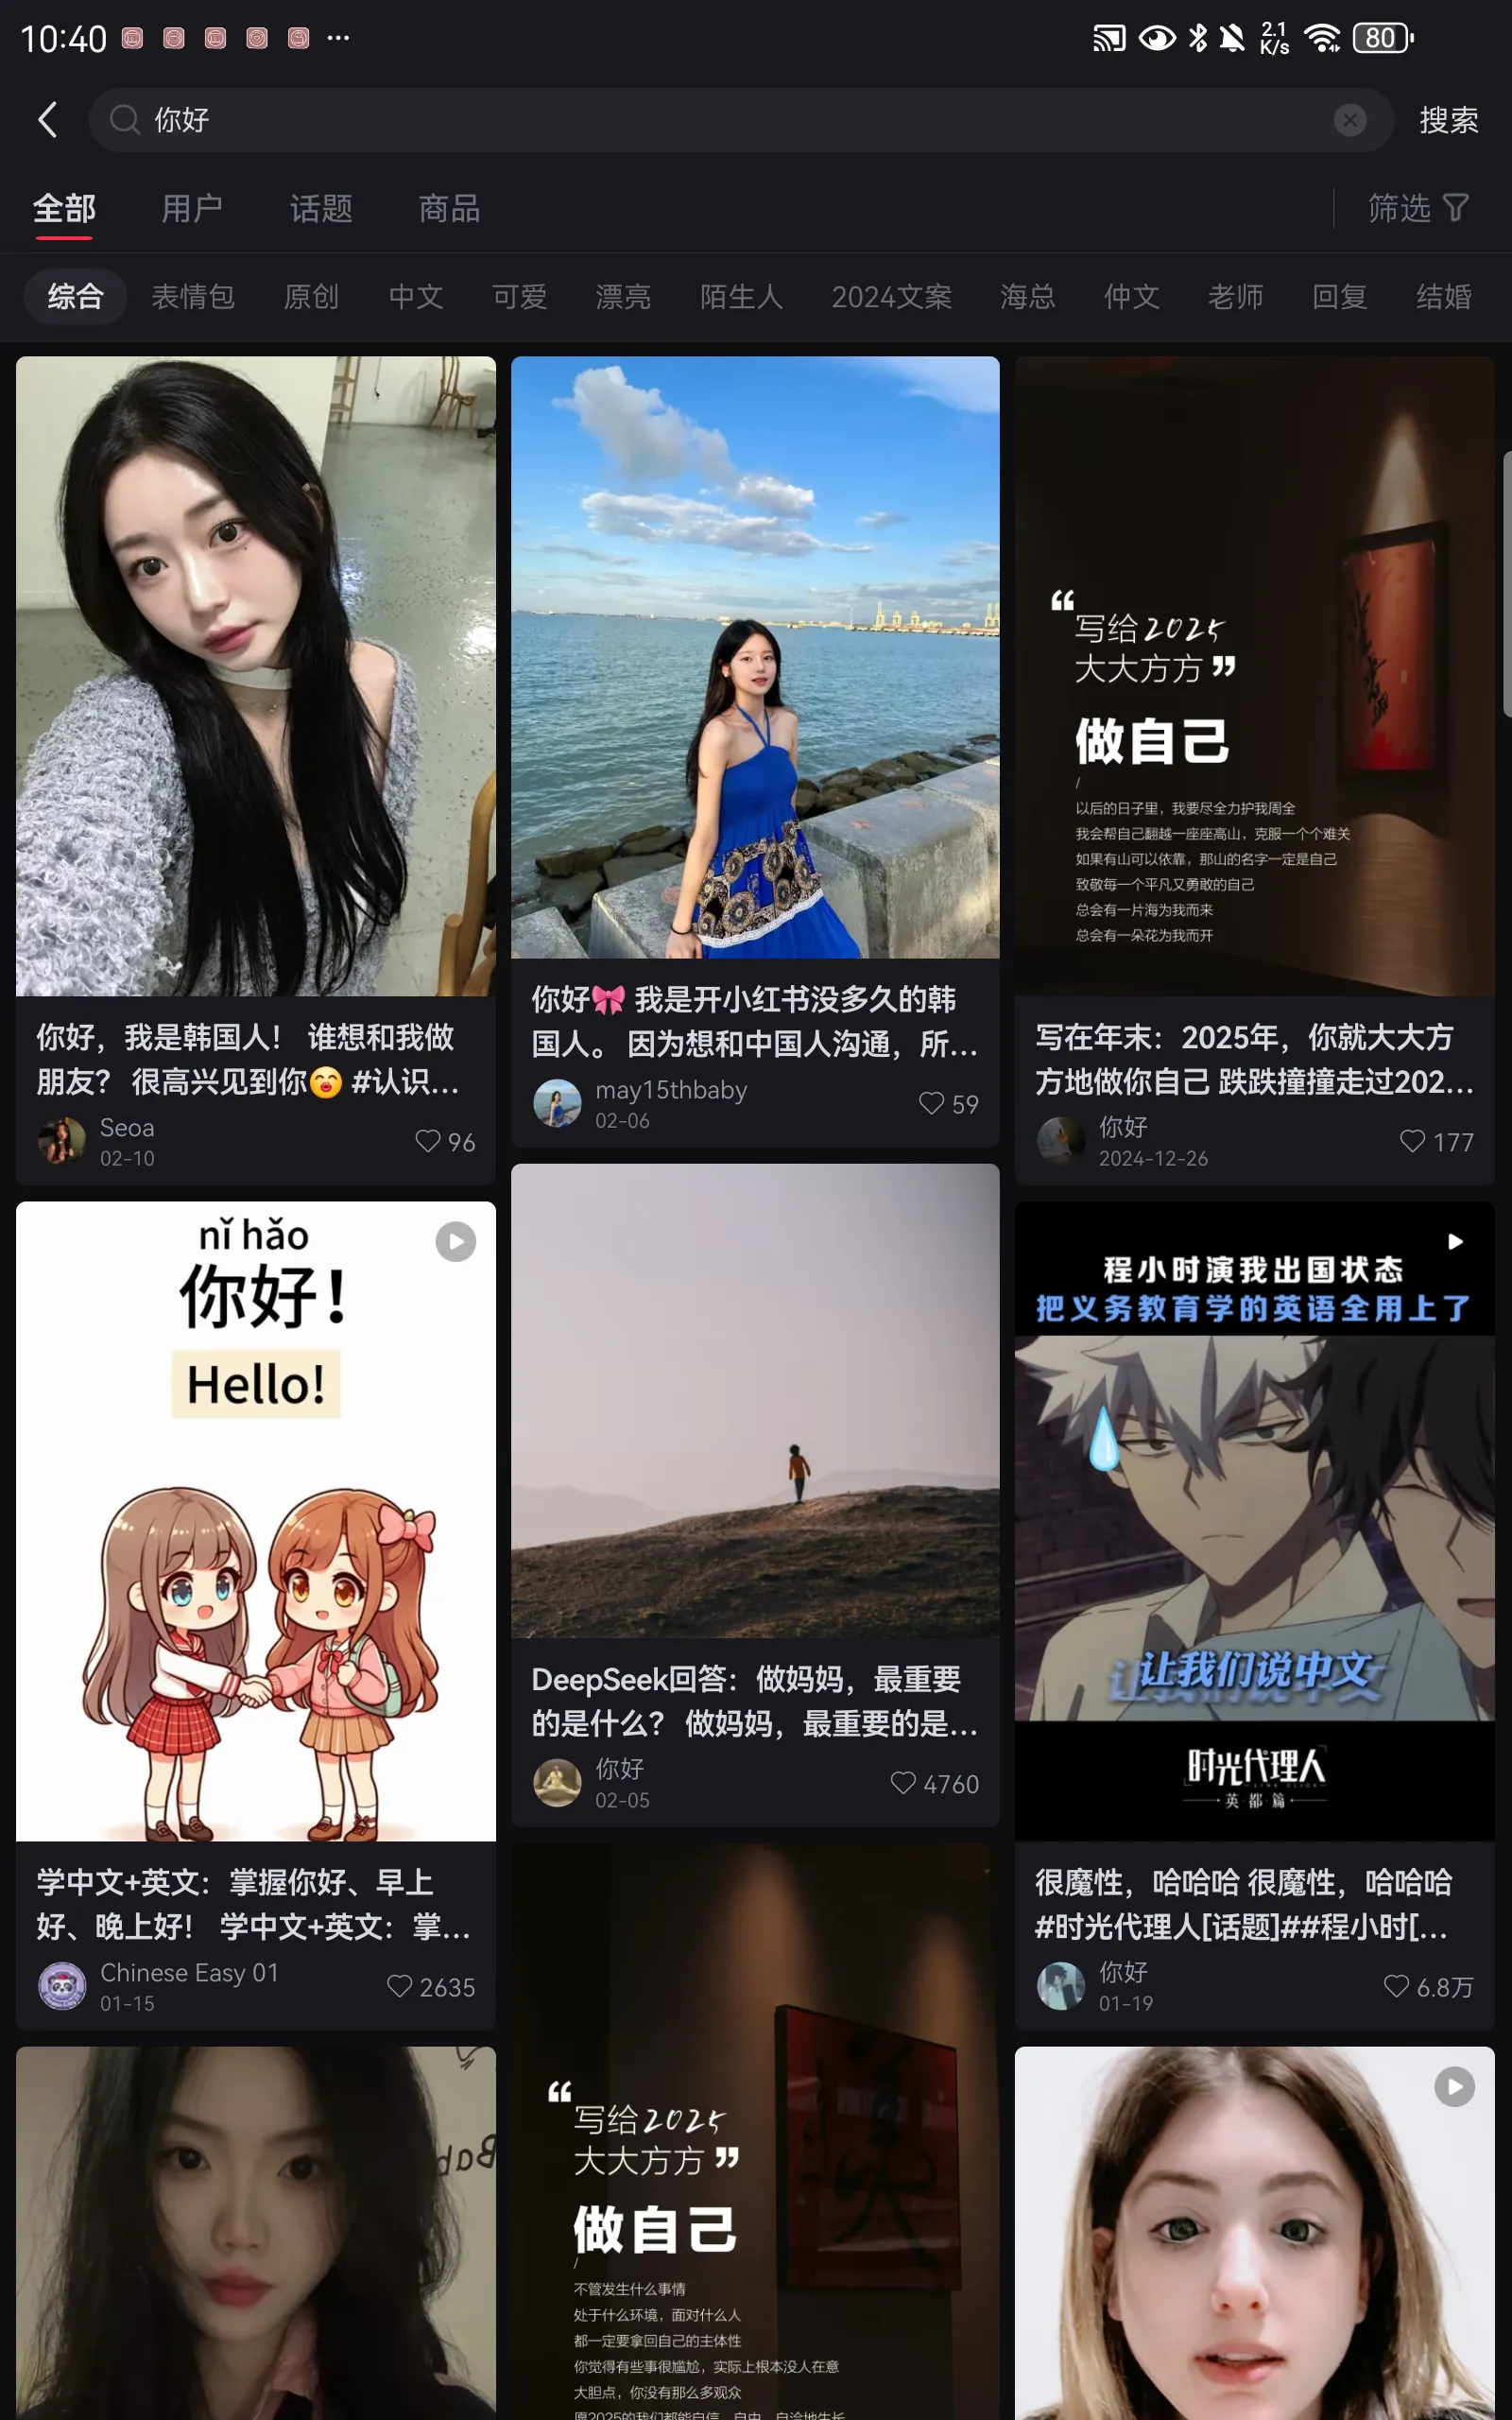 10:40
2.1
K/s
80
你好
搜索
全部
用户
话题
商品
筛选
综合
表情包
原创
中文
可爱
漂亮
陌生人
2024文案
海总
仲文
老师
回复
结婚
你好，我是韩国人！ 谁想和我做
朋友？ 很高兴见到你😗 #认识...
Seoa
02-10
96
你好🎀 我是开小红书没多久的韩
国人。 因为想和中国人沟通，所...
may15thbaby
02-06
59
“
写给2025
大大方方”
做自己
/
以后的日子里，我要尽全力护我周全
我会帮自己翻越一座座高山，克服一个个难关
如果有山可以依靠，那山的名字一定是自己
致敬每一个平凡又勇敢的自己
总会有一片海为我而来
总会有一朵花为我而开
写在年末：2025年，你就大大方
方地做你自己 跌跌撞撞走过202...
你好
2024-12-26
177
nǐ hǎo
你好！
Hello!
学中文+英文：掌握你好、早上
好、晚上好！ 学中文+英文：掌...
Chinese Easy 01
01-15
2635
DeepSeek回答：做妈妈，最重要
的是什么？ 做妈妈，最重要的是...
你好
02-05
4760
程小时演我出国状态
把义务教育学的英语全用上了
让我们说中文
时光代理人
LINK CLICK
英都篇
很魔性，哈哈哈 很魔性，哈哈哈
#时光代理人[话题]##程小时[...
你好
01-19
6.8万
“
写给2025
大大方方”
做自己
/
不管发生什么事情
处于什么环境，面对什么人
都一定要拿回自己的主体性
你觉得有些事很尴尬，实际上根本没人在意
大胆点，你没有那么多观众
愿2025的我们都能自信、自由、自洽地生长